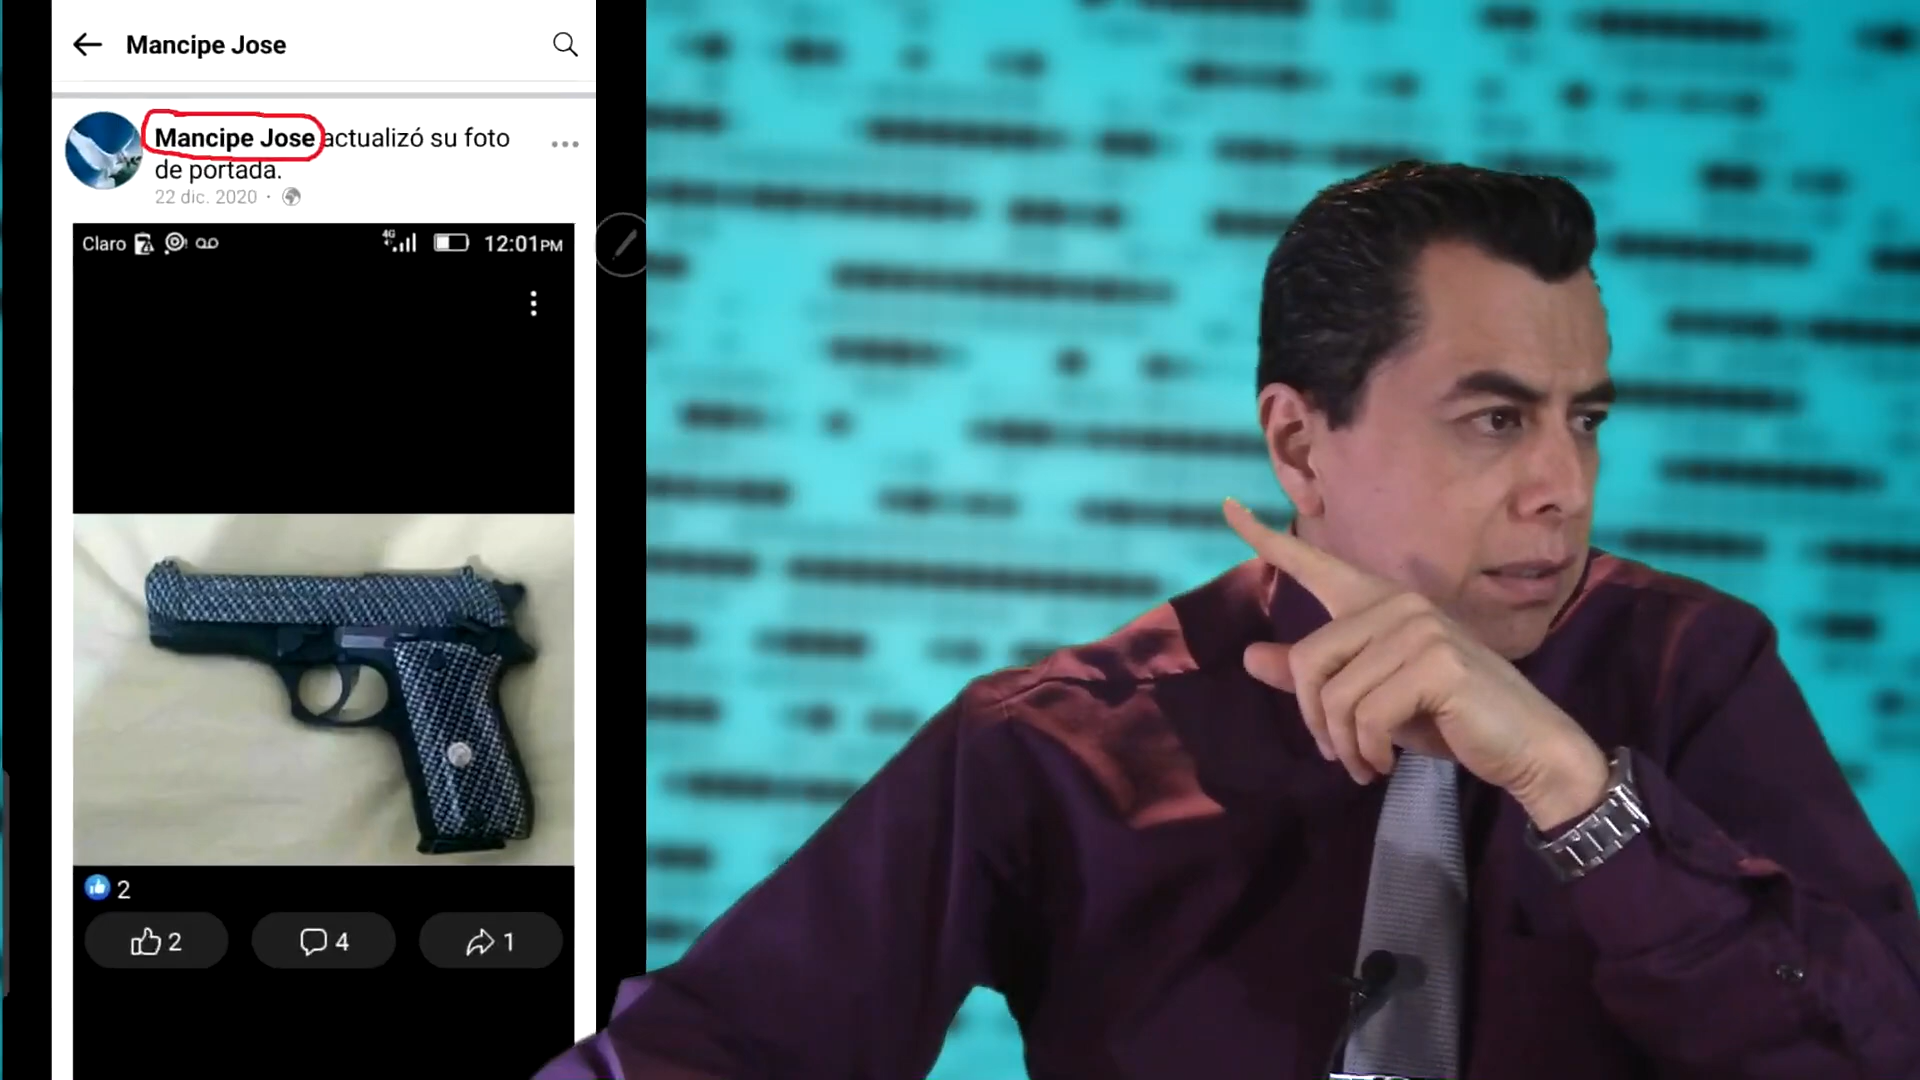 Mancipe Jose
Mancipe Jose actualizó su foto
de portada.
22 dic. 2020 ·
Claro 4G 12:01PM
2
2 4 1